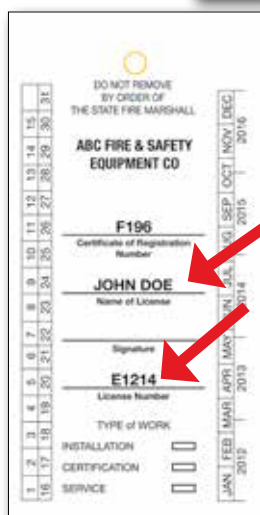 DO NOT REMOVE
BY ORDER OF
THE STATE FIRE MARSHALL
ABC FIRE & SAFETY
EQUIPMENT CO
F196
Certificate of Registration
Number
JOHN DOE
Name of License
Signature
E1214
License Number
TYPE of WORK
INSTALLATION
CERTIFICATION
SERVICE
1 2 3 4 5 6 7 8 9 10 11 12 13 14 15
16 17 18 19 20 21 22 23 24 25 26 27 28 29 30 31
JAN FEB MAR APR MAY JUN JUL AUG SEP OCT NOV DEC
2012 2013 2014 2015 2016